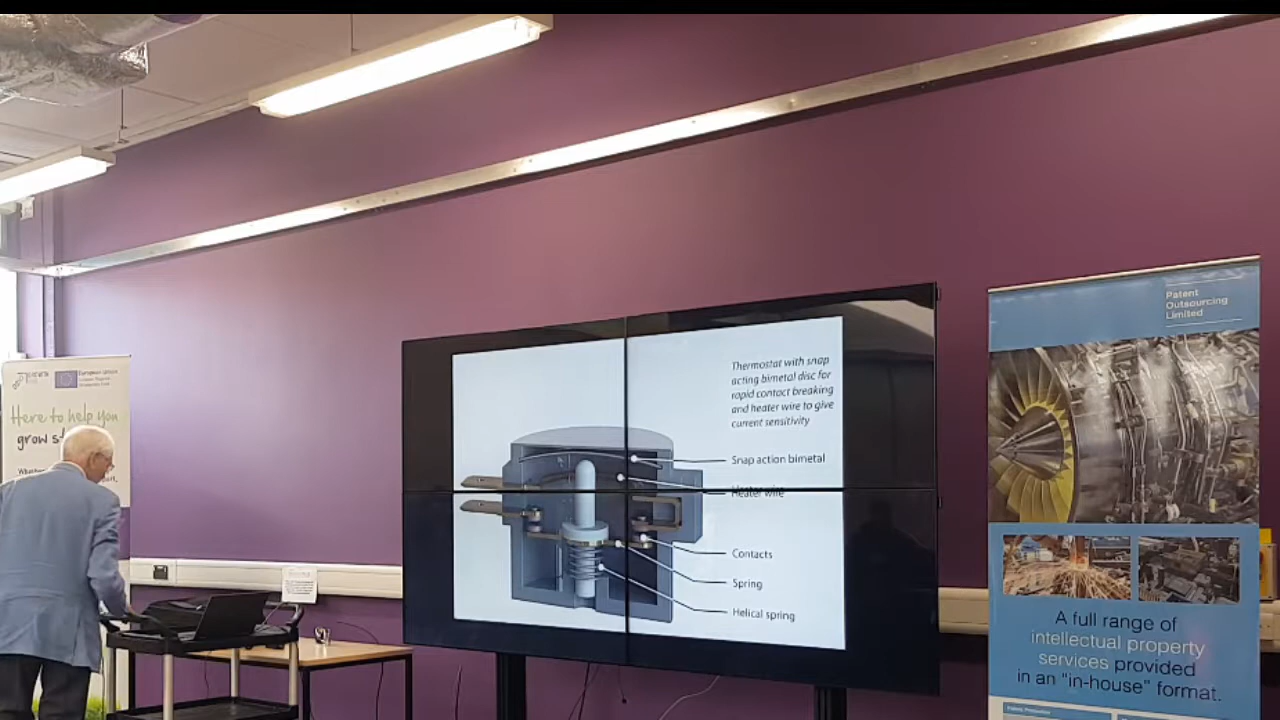 European Union
Here to help you
grow st
Thermostat with snap
acting bimetal disc for
rapid contact breaking
and heater wire to give
current sensitivity
Snap action bimetal
Heater wire
Contacts
Spring
Helical spring
Patent
Outsourcing
Limited
A full range of
intellectual property
services provided
in an "in-house" format.